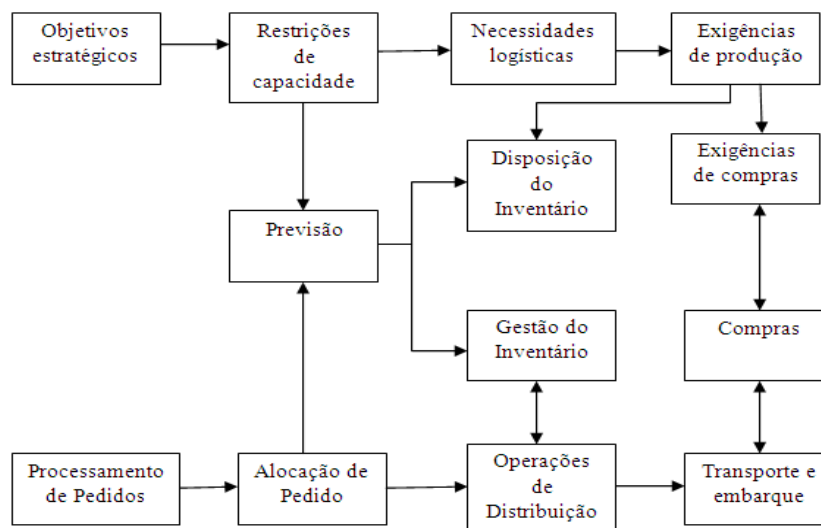 Objetivos
estratégicos
Restrições
de
capacidade
Necessidades
logísticas
Exigências
de produção
Disposição
do
Inventário
Exigências
de compras
Previsão
Gestão do
Inventário
Compras
Processamento
de Pedidos
Alocação de
Pedido
Operações
de
Distribuição
Transporte e
embarque